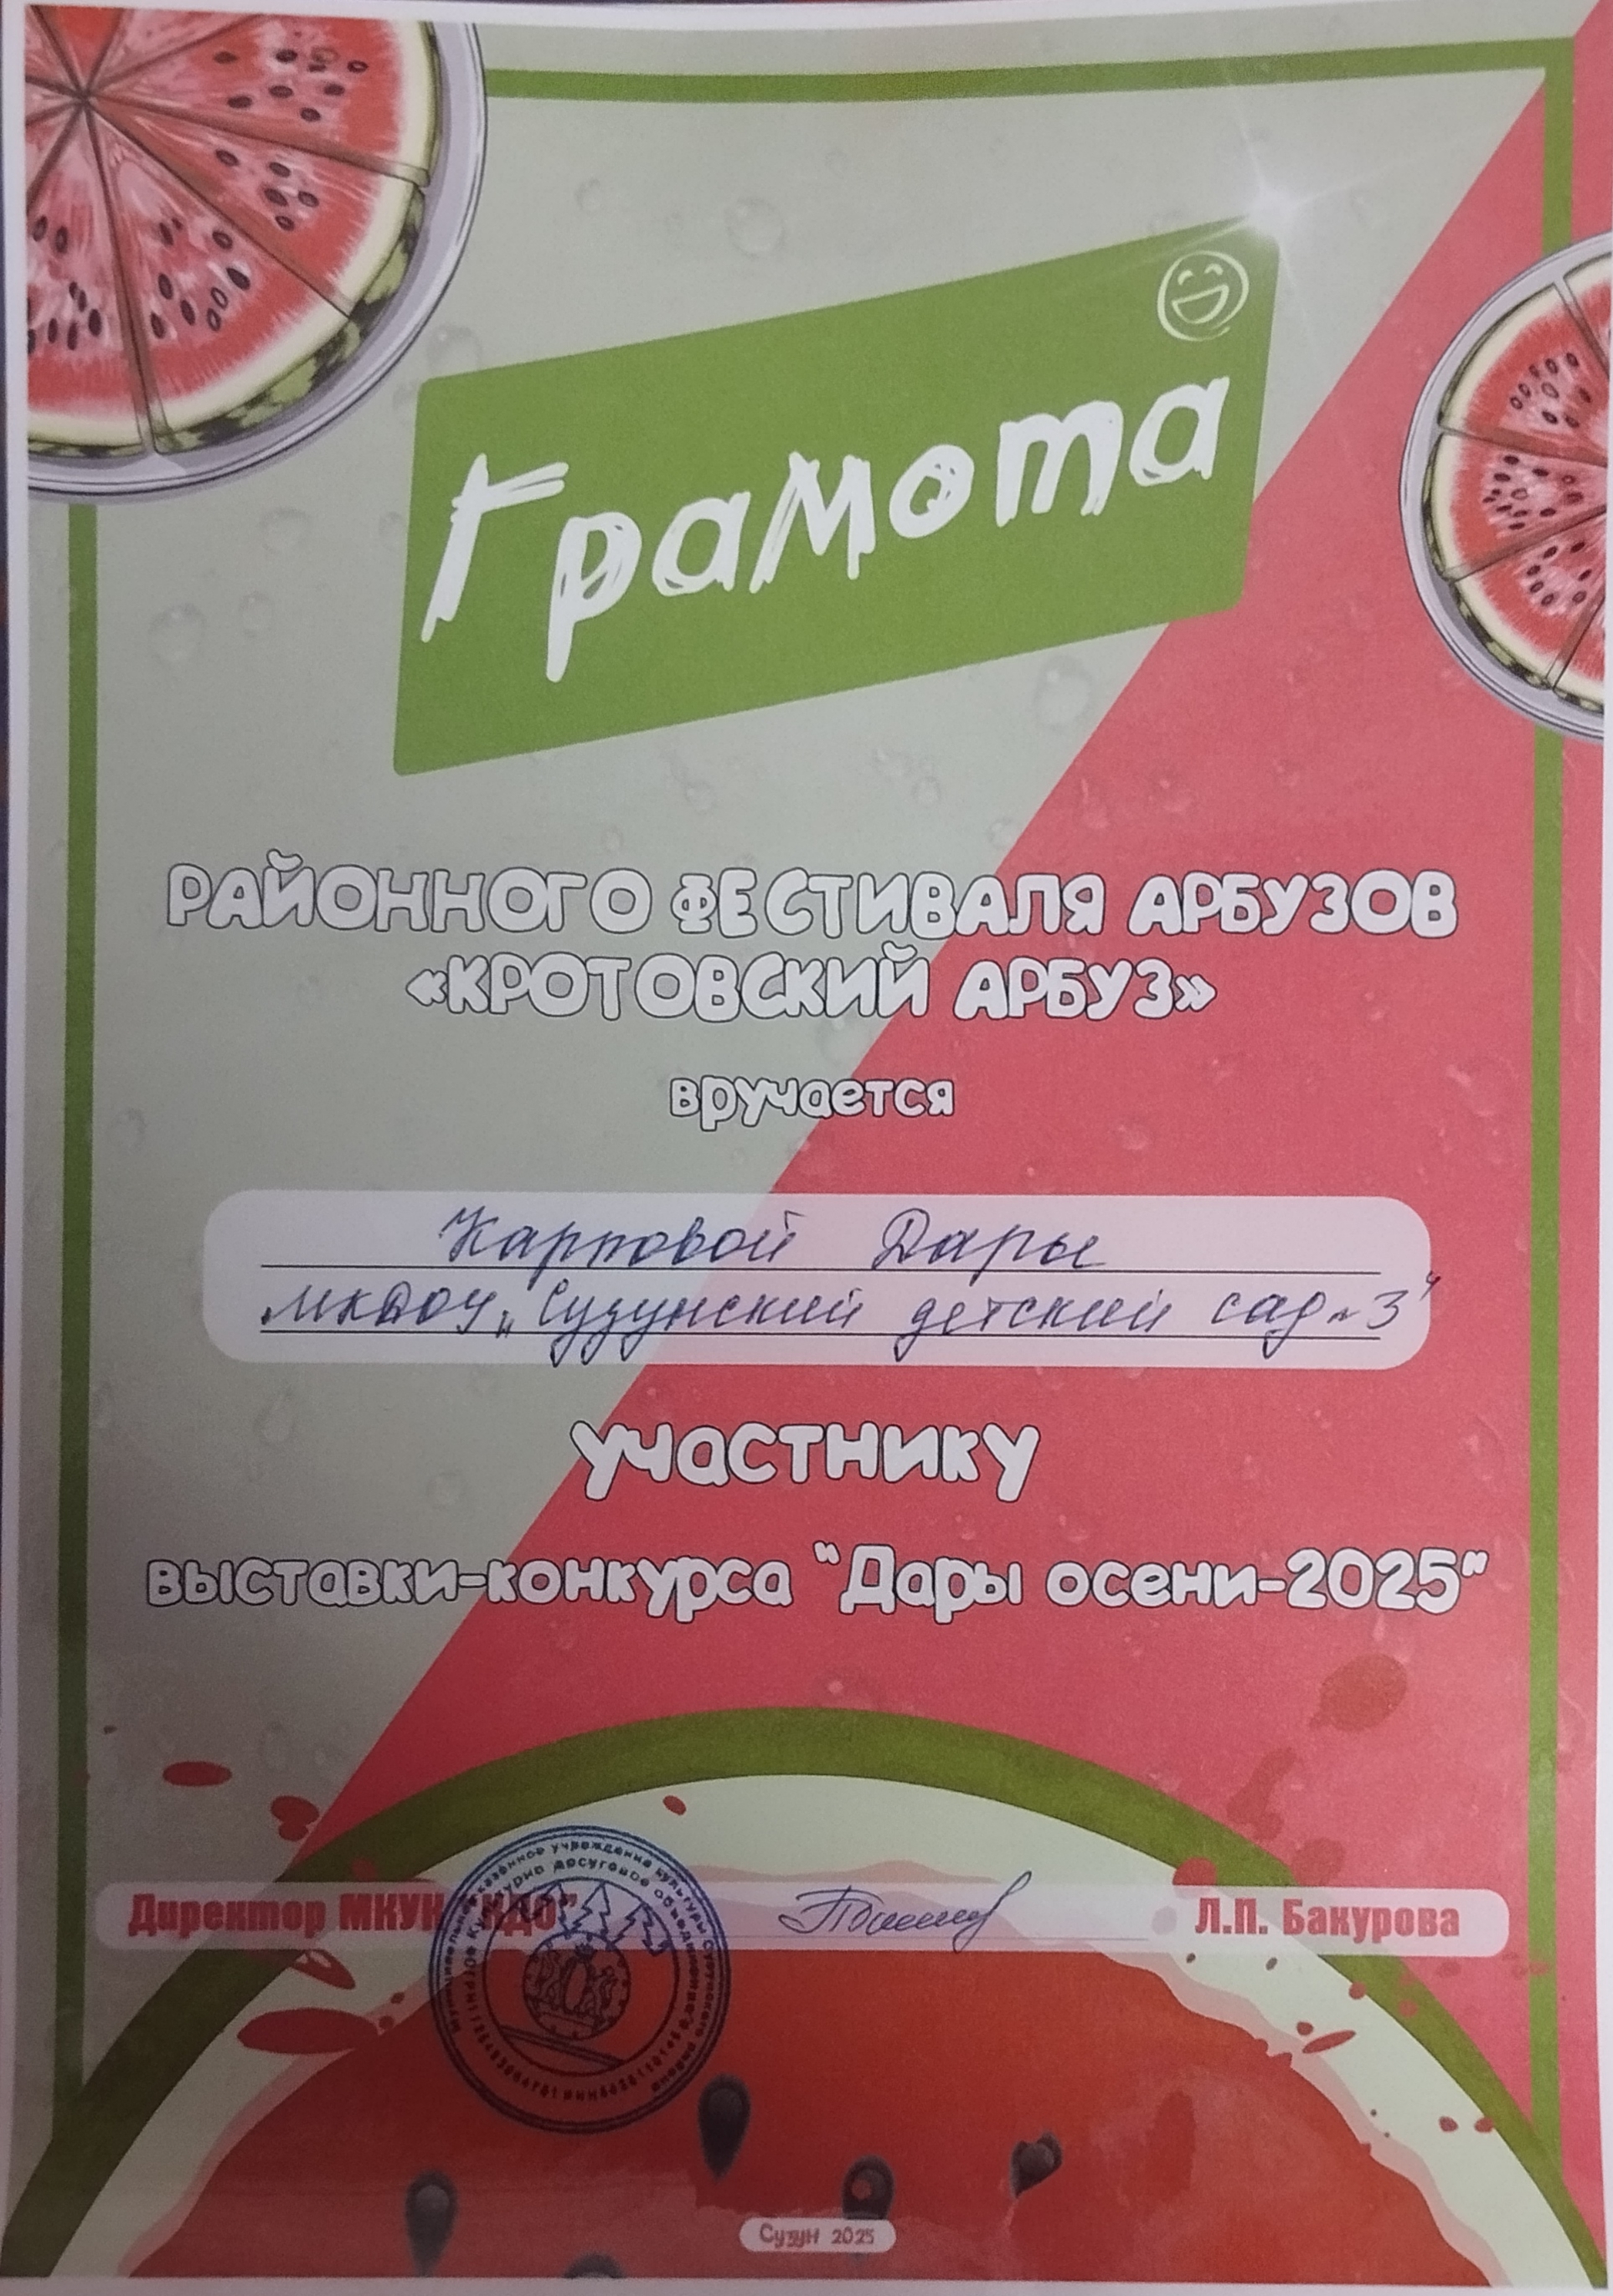 Грамота
РАЙОННОГО ФЕСТИВАЛЯ АРБУЗОВ
«КРОТОВСКИЙ АРБУЗ»
вручается
Карповой Дары
МКДОУ „Сузунский детский сад №3"
участнику
выставки-конкурса "Дары осени-2025"
Директор МКУК "КДО"
Л.П. Бакурова
Сузун 2025